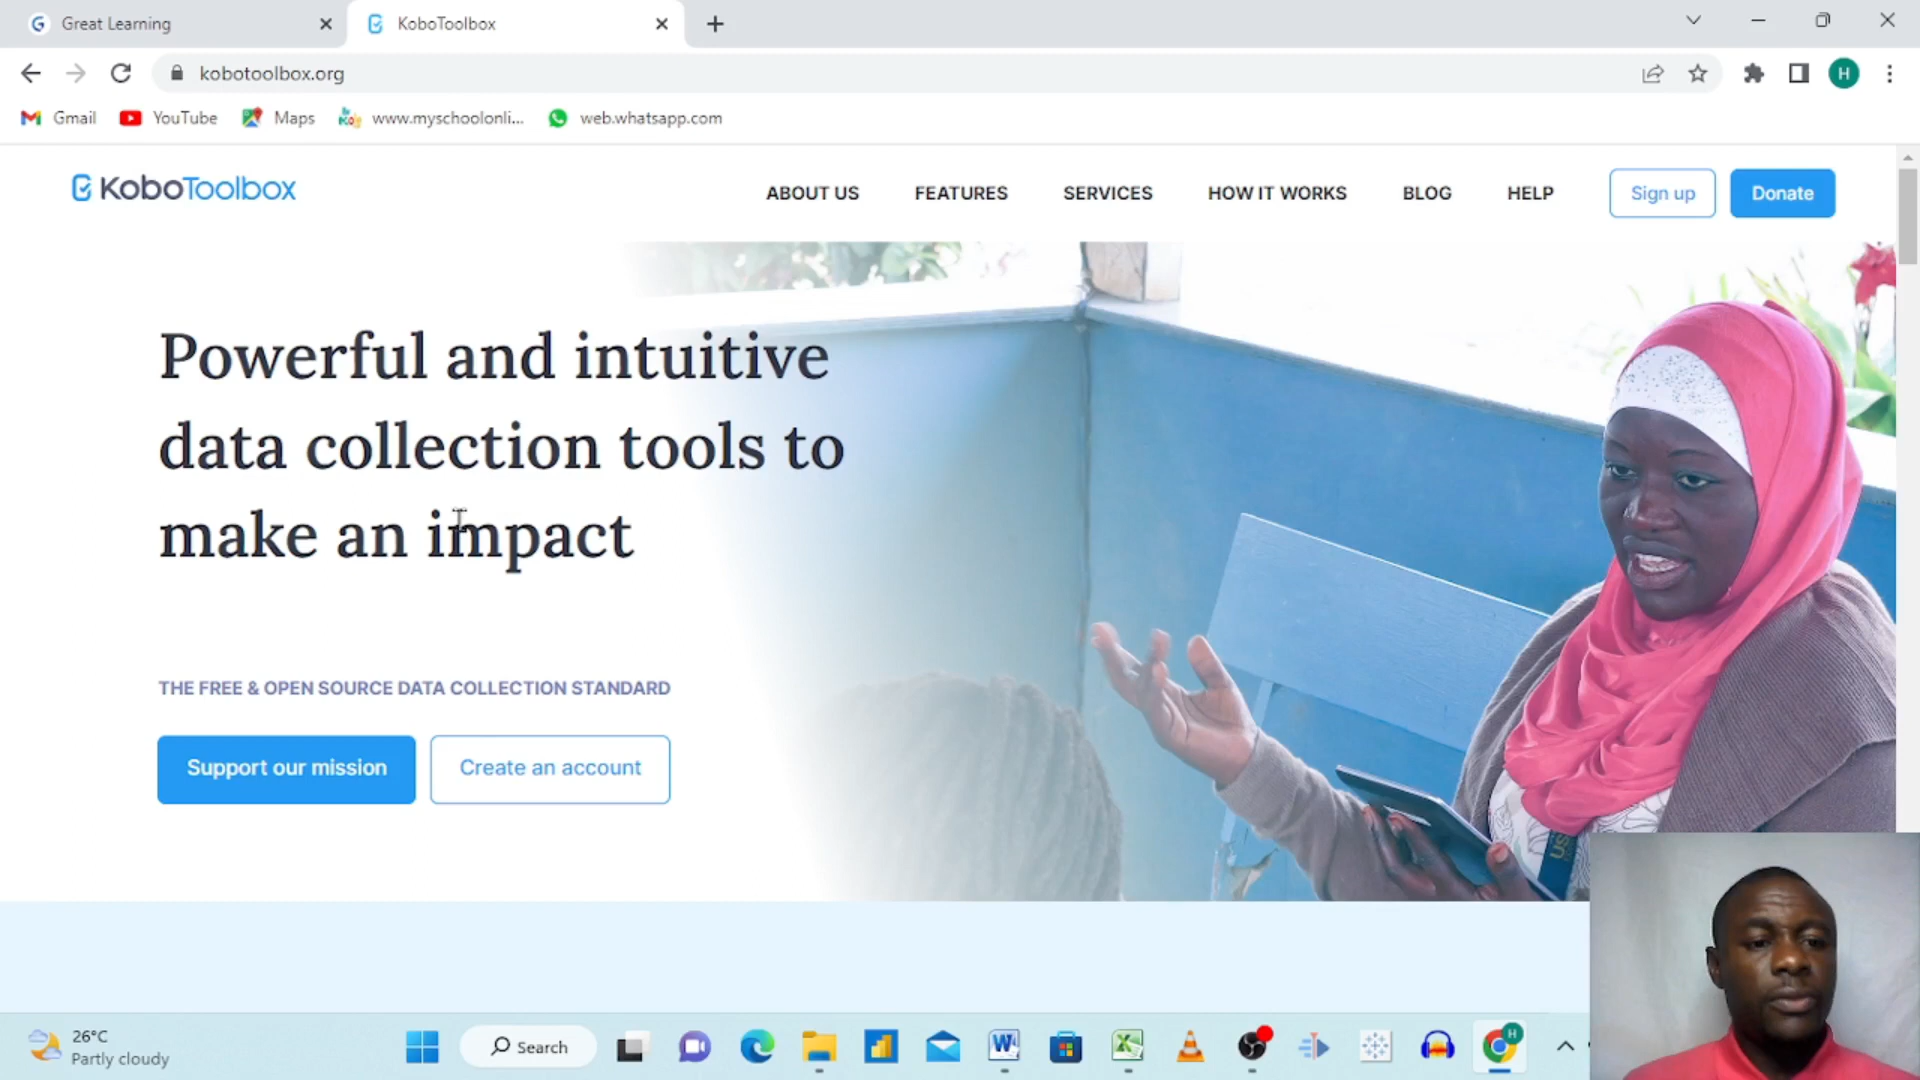 Great Learning
KoboToolbox
kobotoolbox.org
H
Gmail
YouTube
Maps
www.myschoolonli...
web.whatsapp.com
KoboToolbox
ABOUT US
FEATURES
SERVICES
HOW IT WORKS
BLOG
HELP
Sign up
Donate
Powerful and intuitive
data collection tools to
make an impact
THE FREE & OPEN SOURCE DATA COLLECTION STANDARD
Support our mission
Create an account
26°C
Partly cloudy
Search